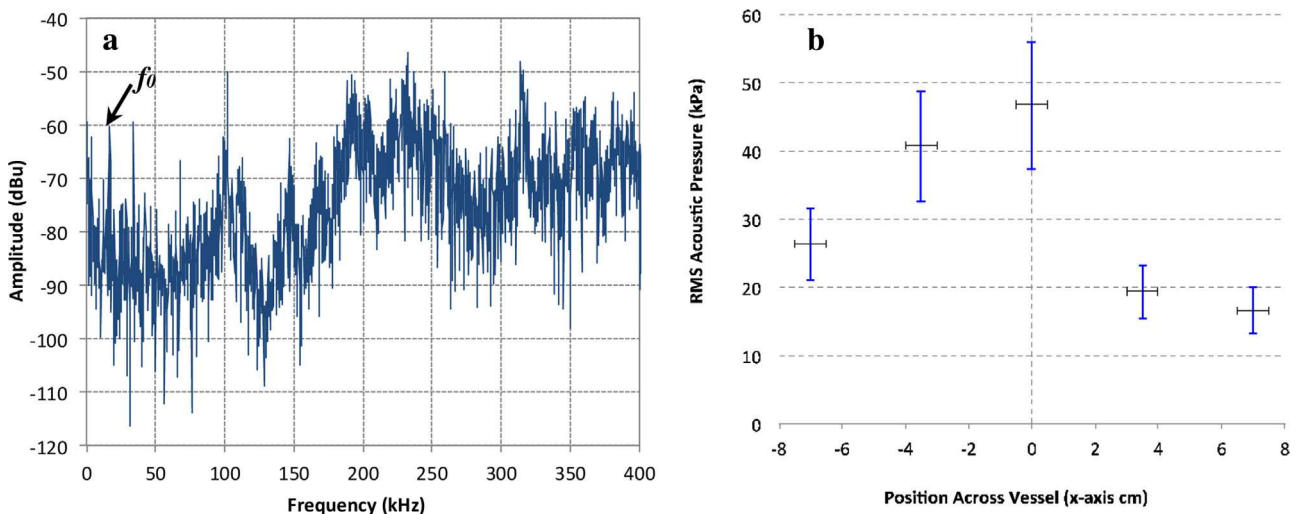 a
f0
-40
-50
-60
-70
-80
-90
-100
-110
-120
0 50 100 150 200 250 300 350 400
Amplitude (dBu)
Frequency (kHz)
b
60
50
40
30
20
10
0
-8 -6 -4 -2 0 2 4 6 8
RMS Acoustic Pressure (kPa)
Position Across Vessel (x-axis cm)